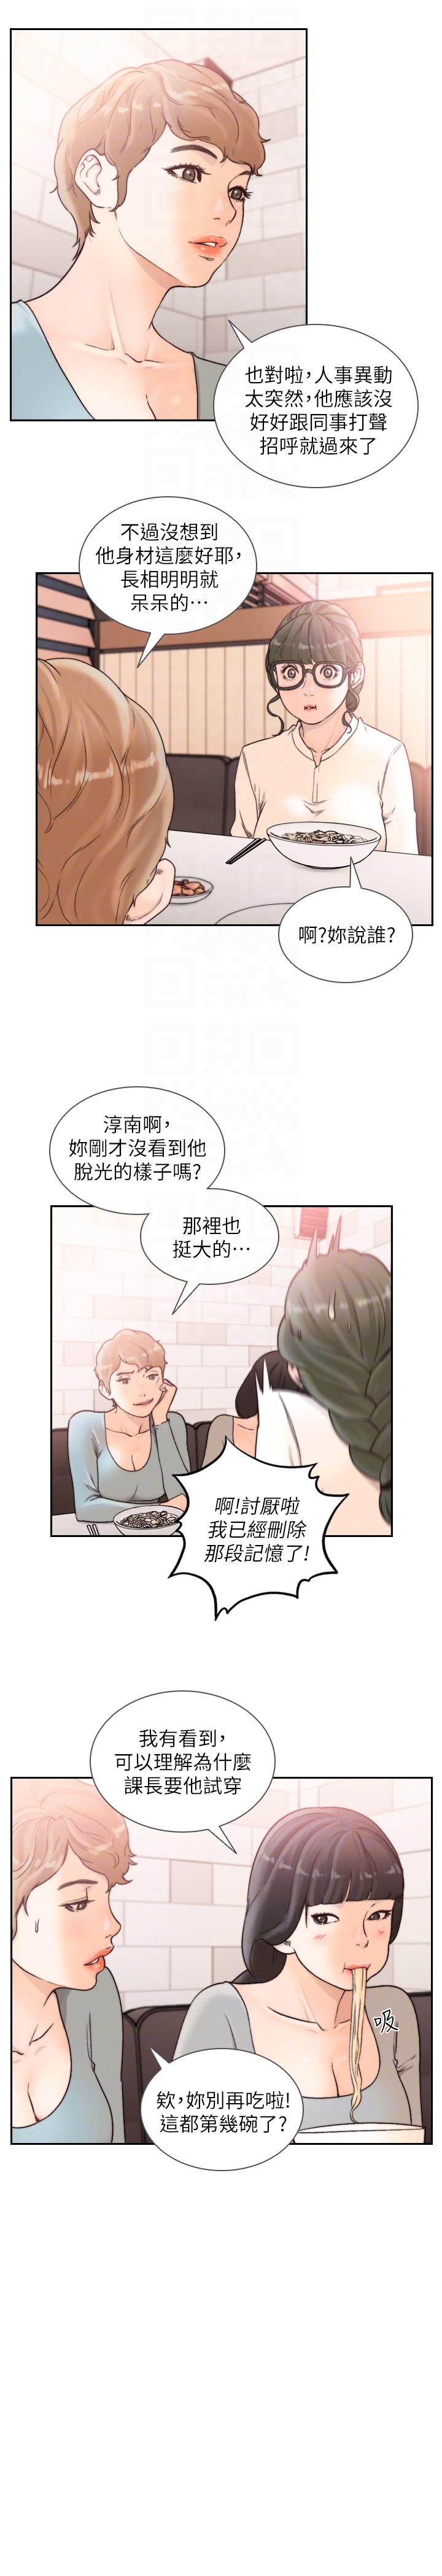 也對啦,人事異動
太突然,他應該沒
好好跟同事打聲
招呼就過來了
不過沒想到
他身材這麼好耶,
長相明明就
呆呆的…
啊?妳說誰?
淳南啊,
妳剛才沒看到他
脫光的樣子嗎?
那裡也
挺大的…
啊!討厭啦
我已經刪除
那段記憶了!
我有看到,
可以理解為什麼
課長要他試穿
吸
欸,妳別再吃啦!
這都第幾碗了?